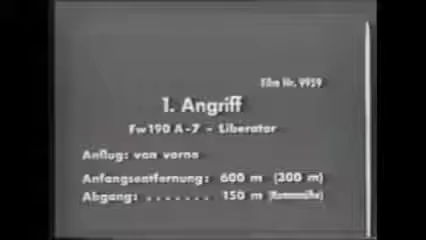 Film Nr. 9959
1. Angriff
Fw 190 A-7 - Liberator
Anflug: von vorne
Anfangsentfernung: 600 m (300 m)
Abgang: ....... 150 m